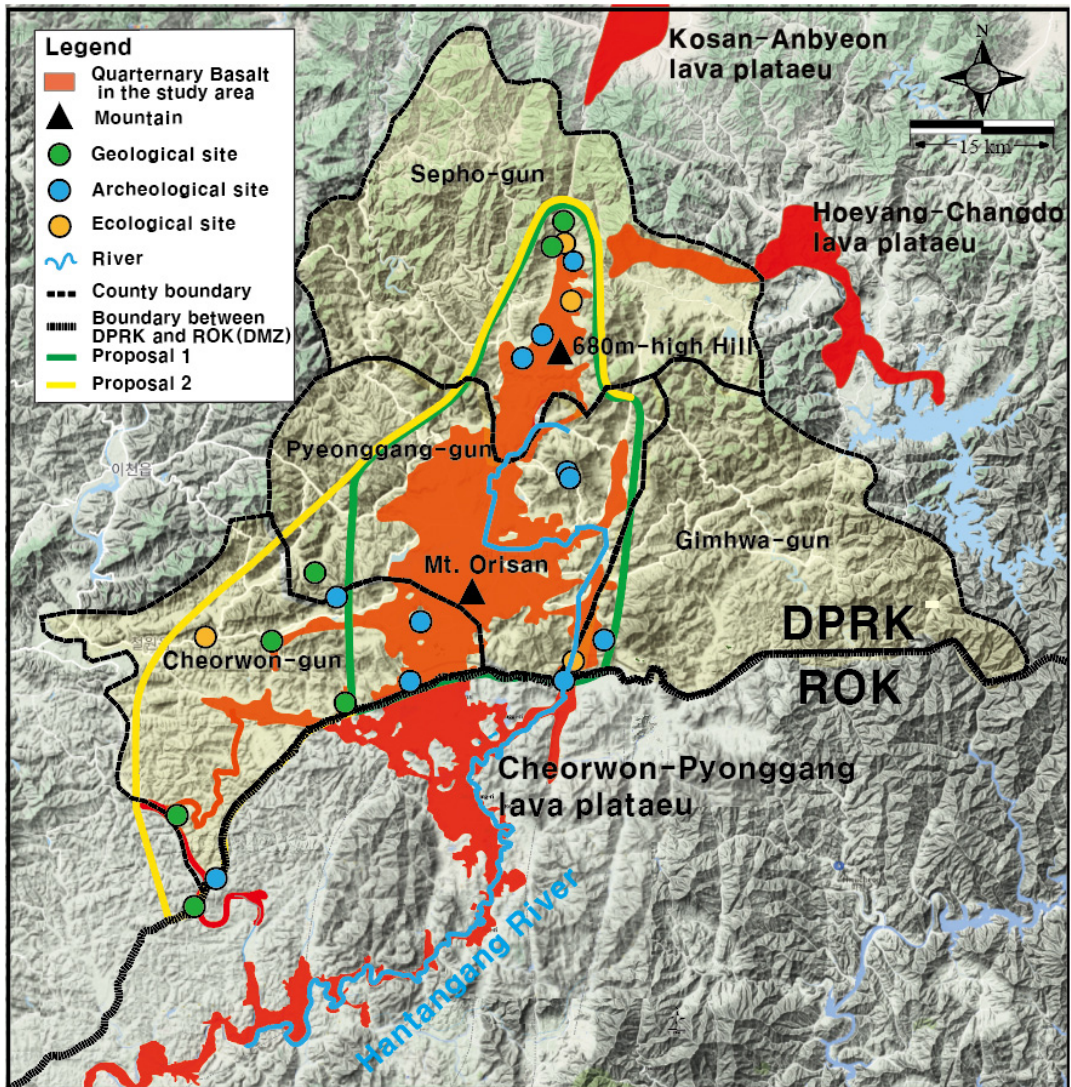 Legend
Quarternary Basalt
in the study area
Mountain
Geological site
Archeological site
Ecological site
River
County boundary
Boundary between
DPRK and ROK(DMZ)
Proposal 1
Proposal 2
Kosan-Anbyeon
lava plataeu
N
15 km
Sepho-gun
Hoeyang-Changdo
lava plataeu
680m-high Hill
Pyeonggang-gun
이천읍
Gimhwa-gun
Mt. Orisan
Cheorwon-gun
DPRK
ROK
Cheorwon-Pyonggang
lava plataeu
Hantangang River